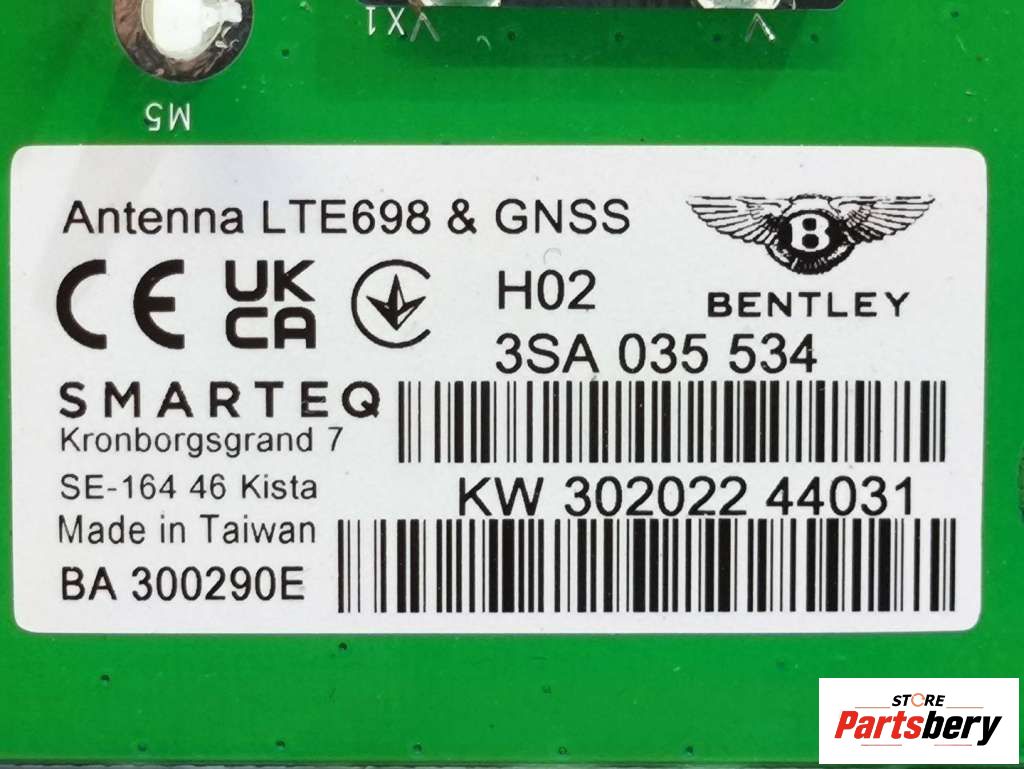 X1
M5
Antenna LTE698 & GNSS
B
BENTLEY
CE UK CA
H02
3SA 035 534
SMARTEQ
Kronborgsgrand 7
SE-164 46 Kista
KW 302022 44031
Made in Taiwan
BA 300290E
STORE
Partsbery